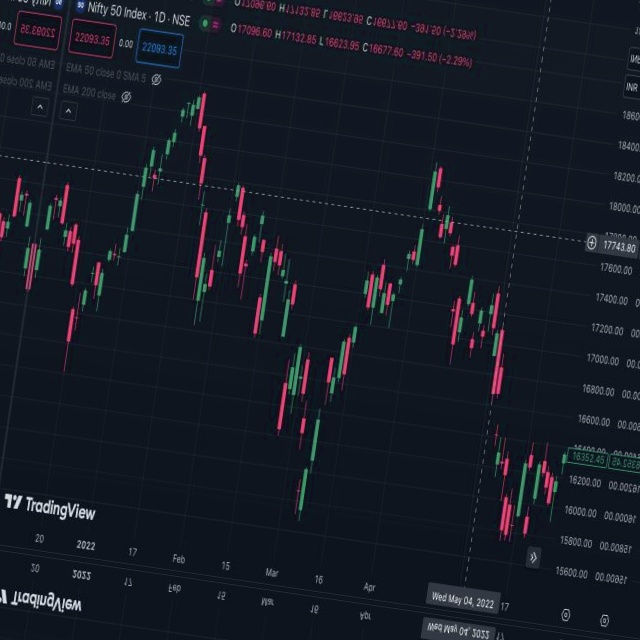 Nifty 50 Index · 1D · NSE
O17096.60 H17132.85 L16623.95 C16677.60 -391.50 (-2.29%)
22093.35 0.00 22093.35
EMA 50 close 0 SMA 5
EMA 200 close
18400.00
18200.00
18000.00
17743.80
17600.00
17400.00
17200.00
17000.00
16800.00
16600.00
16352.45
16200.00
16000.00
15800.00
15600.00
INR
TradingView
20 2022 17 Feb 15 Mar 16 Apr Wed May 04, 2022 17